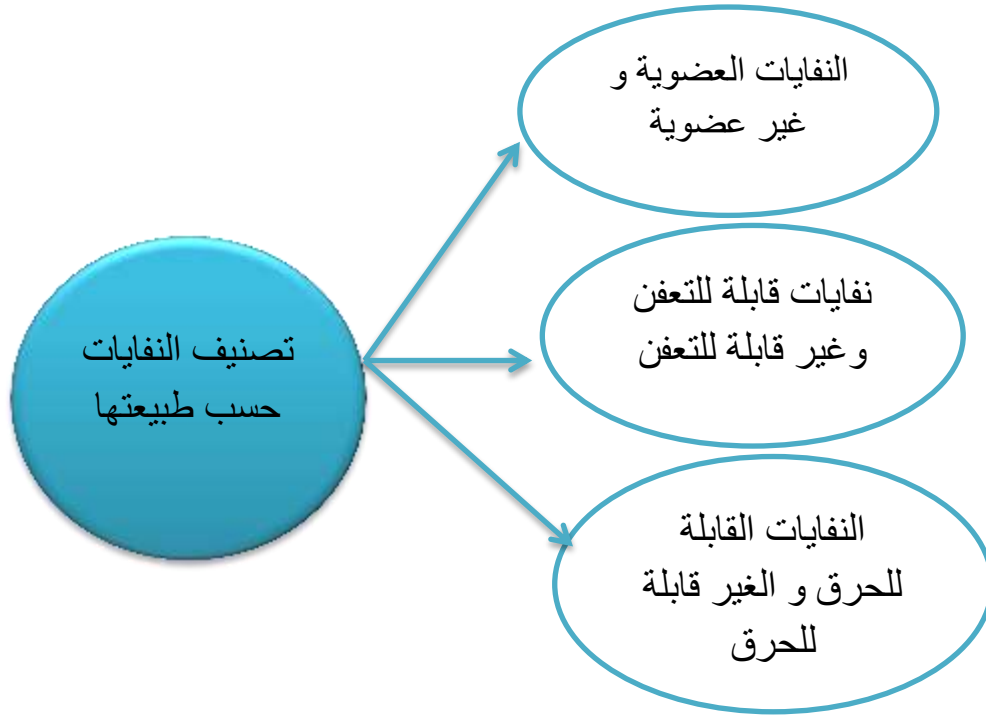 تصنيف النفايات
حسب طبيعتها
النفايات العضوية و
غير عضوية
نفايات قابلة للتعفن
وغير قابلة للتعفن
النفايات القابلة
للحرق و الغير قابلة
للحرق